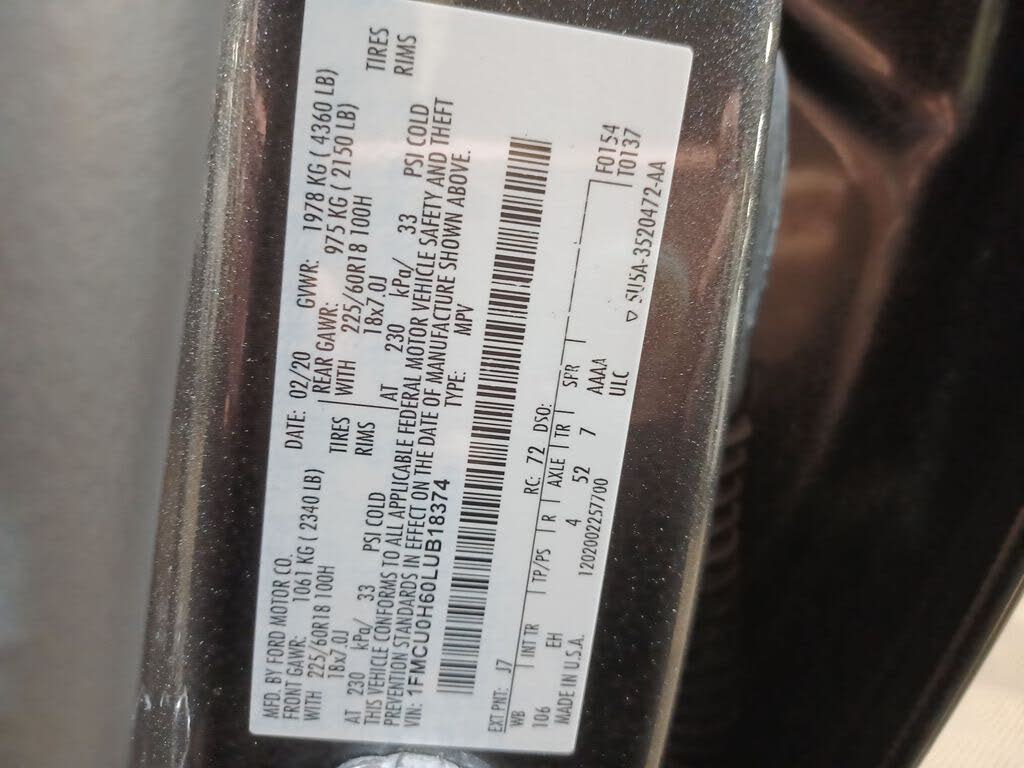 MFD. BY FORD MOTOR CO.
DATE: 02/20 GVWR: 1978 KG ( 4360 LB)
FRONT GAWR: 1061 KG ( 2340 LB) REAR GAWR: 975 KG ( 2150 LB)
WITH 225/60R18 100H TIRES WITH 225/60R18 100H TIRES
18x7.0J RIMS 18x7.0J RIMS
AT 230 kPa/ 33 PSI COLD AT 230 kPa/ 33 PSI COLD
THIS VEHICLE CONFORMS TO ALL APPLICABLE FEDERAL MOTOR VEHICLE SAFETY AND THEFT
PREVENTION STANDARDS IN EFFECT ON THE DATE OF MANUFACTURE SHOWN ABOVE.
VIN: 1FMCU0H60LUB18374 TYPE: MPV
EXT PNT: J7 RC: 72 DSO:
WB INT TR TP/PS R AXLE TR SPR F0154
106 EH 4 52 7 AAAA T0137
MADE IN U.S.A. 12020022257700 ULC
▽ 5U5A-3520472-AA